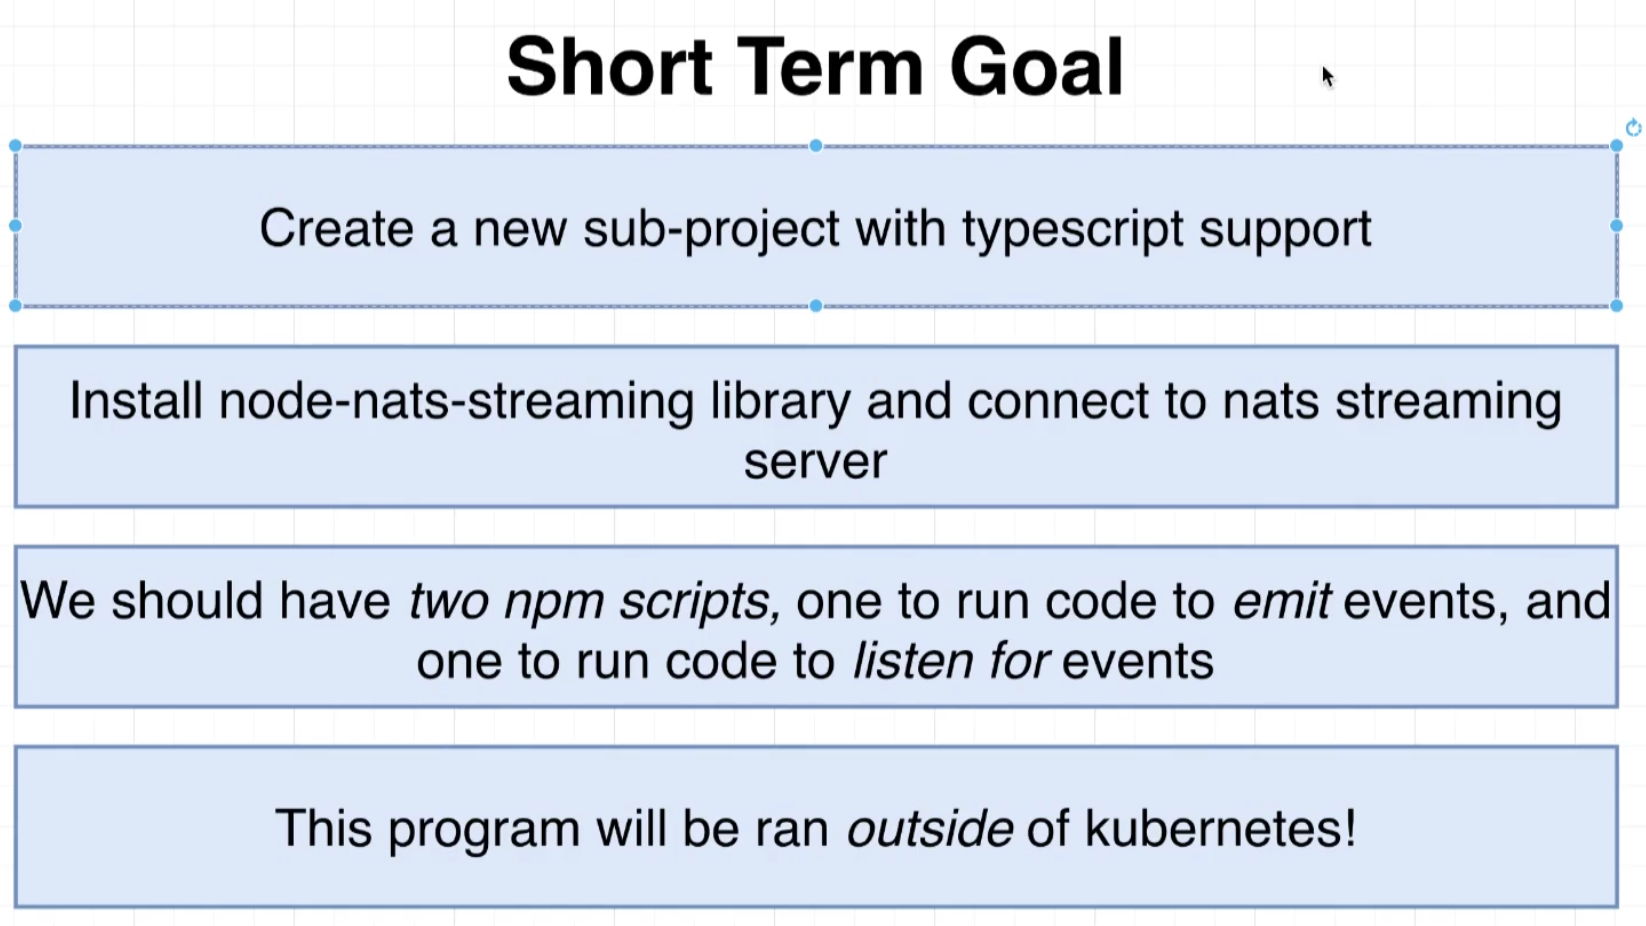 Short Term Goal
Create a new sub-project with typescript support
Install node-nats-streaming library and connect to nats streaming
server
We should have two npm scripts, one to run code to emit events, and
one to run code to listen for events
This program will be ran outside of kubernetes!